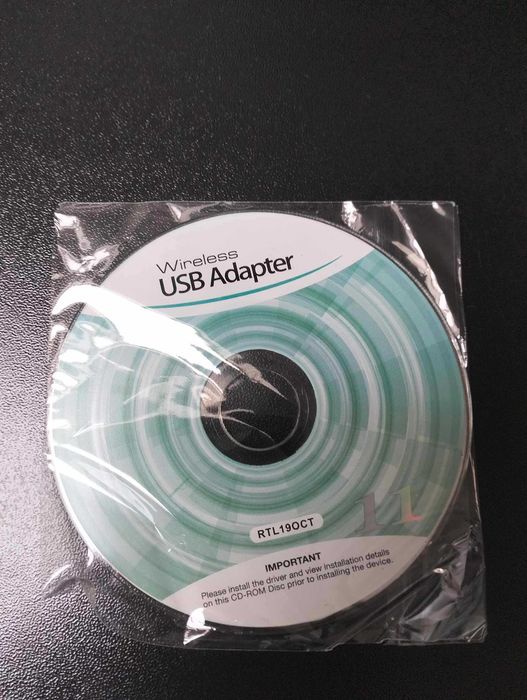 Wireless
USB Adapter
11
RTL19OCT
IMPORTANT
Please install the driver and view installation details
on this CD-ROM Disc prior to installing the device.